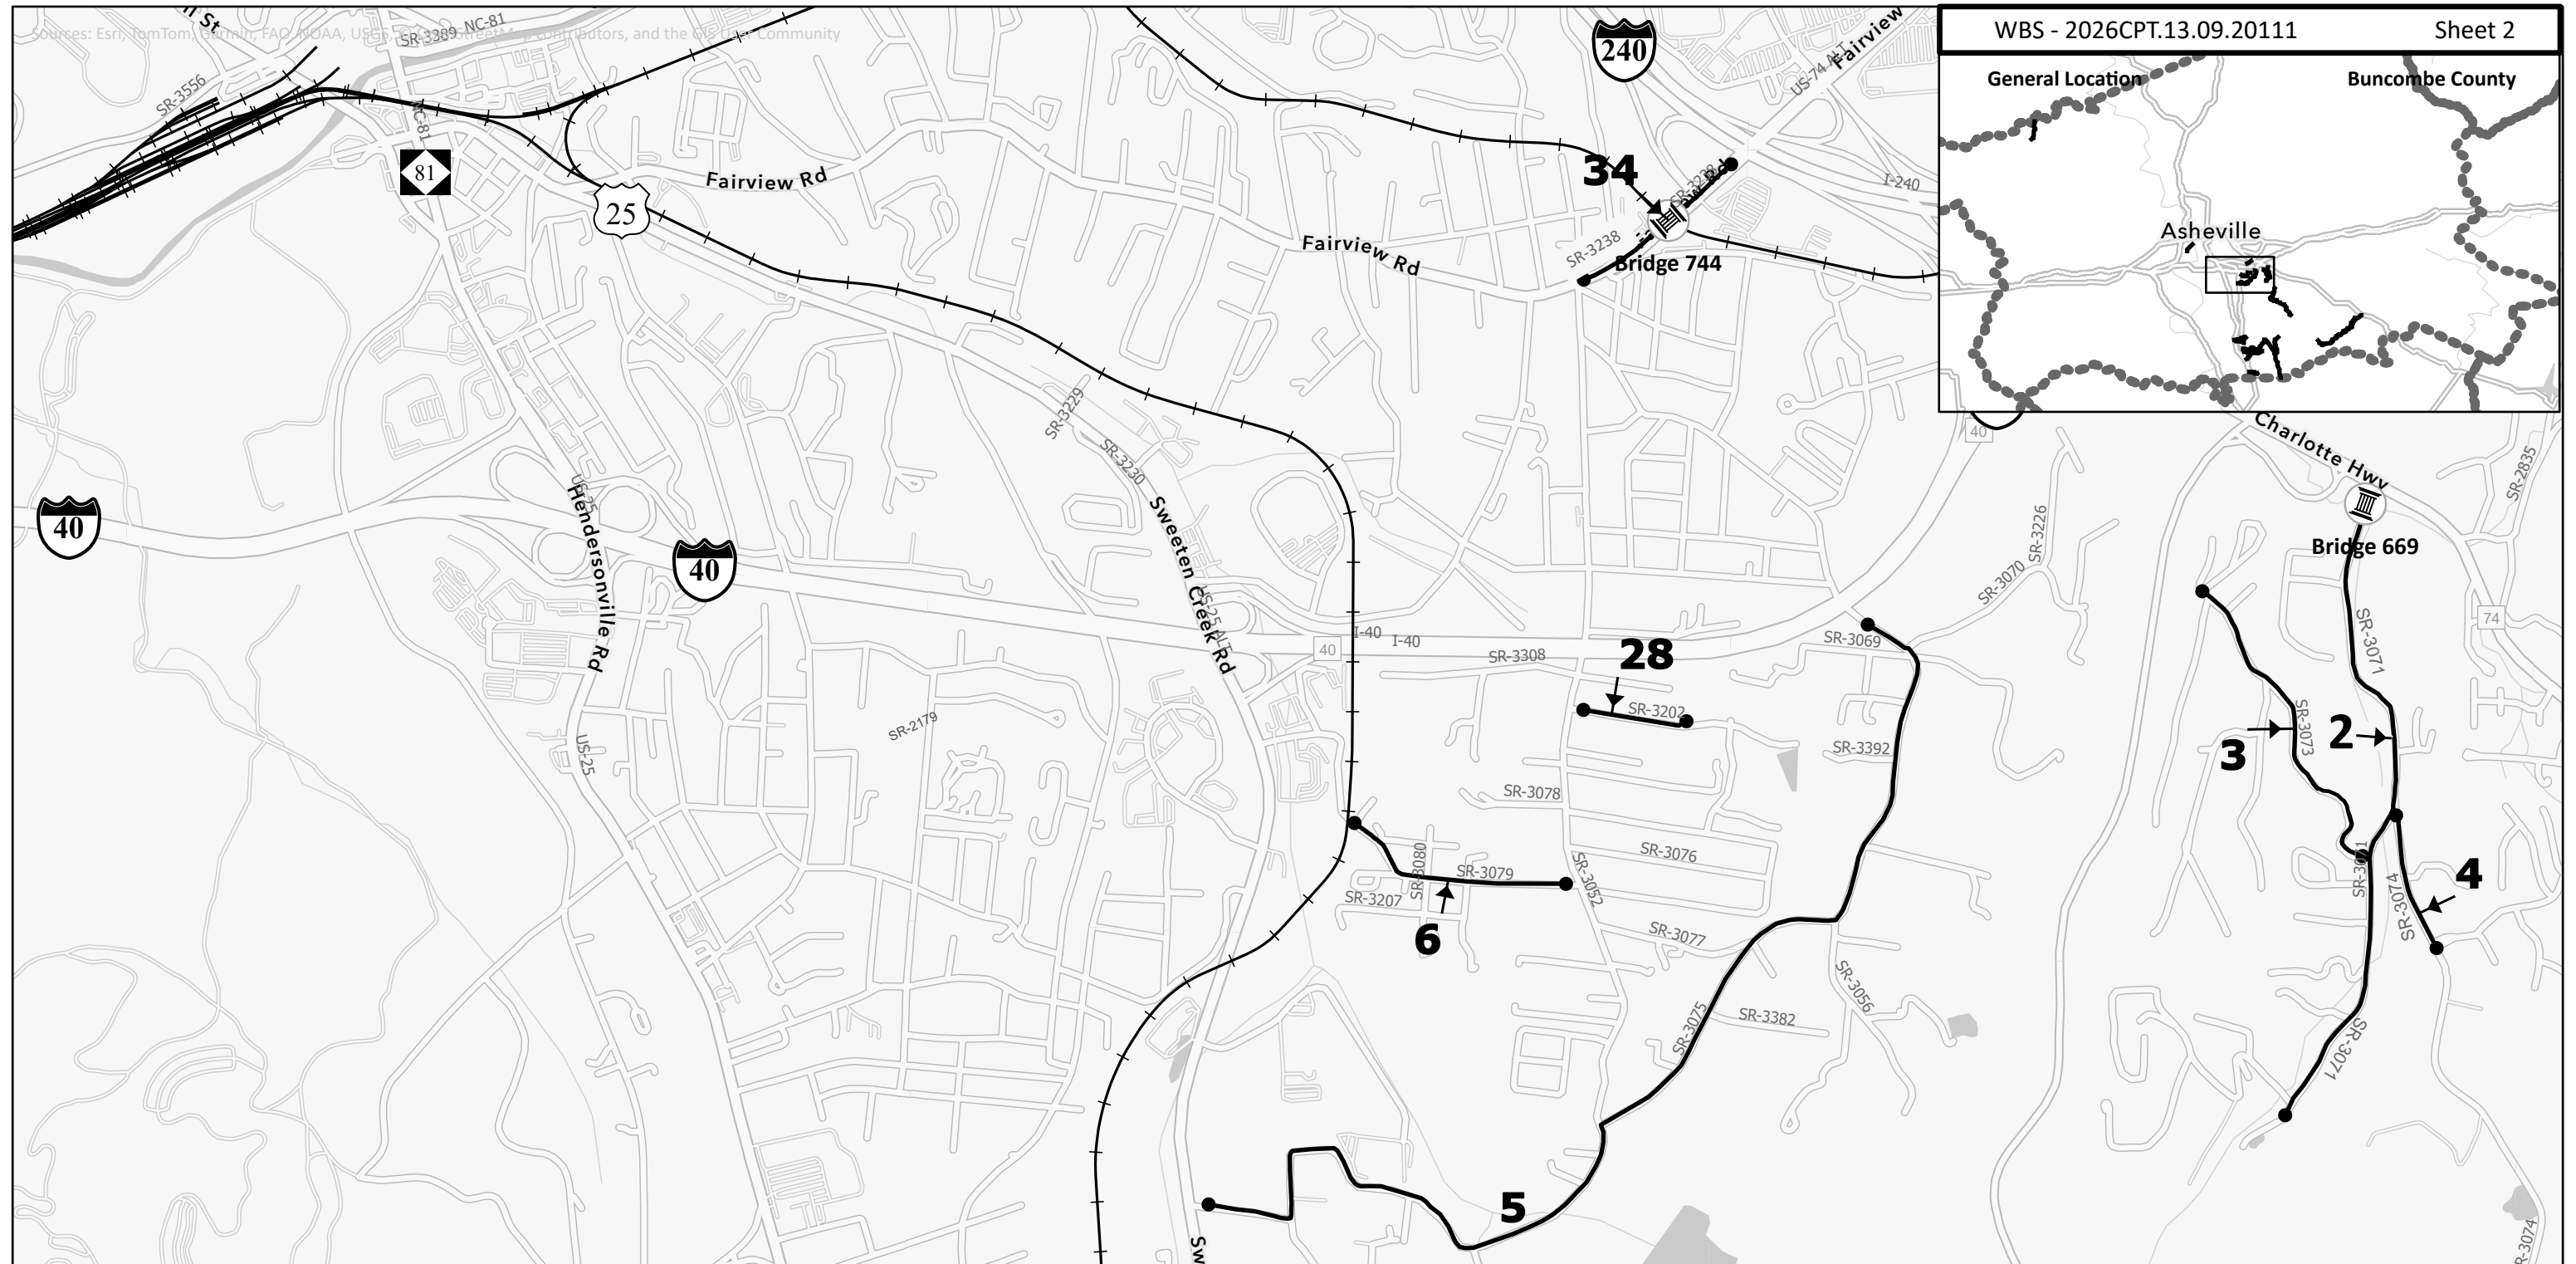 WBS - 2026CPT.13.09.20111 Sheet 2
General Location Buncombe County
Asheville
SR-3389 NC-81
240
Fairview
US-74 ALT
SR-3556
NC-81
81
25
Fairview Rd
34
SR-3238
I-240
Fairview Rd
SR-3238
Bridge 744
SR-3229
SR-3230
40
Charlotte Hwy
SR-2835
Bridge 669
40
US-25
Hendersonville Rd
40
Sweeten Creek Rd
US-25 ALT
I-40 I-40
40
SR-3308
28
SR-3202
SR-3069
SR-3070
SR-3226
SR-3071
74
SR-2179
US-25
SR-3392
3
SR-3073
2
SR-3078
SR-3076
SR-3080
SR-3079
SR-3207
6
SR-3052
SR-3077
SR-3074
4
SR-3075
SR-3382
SR-3056
SR-3071
5
SR-3074